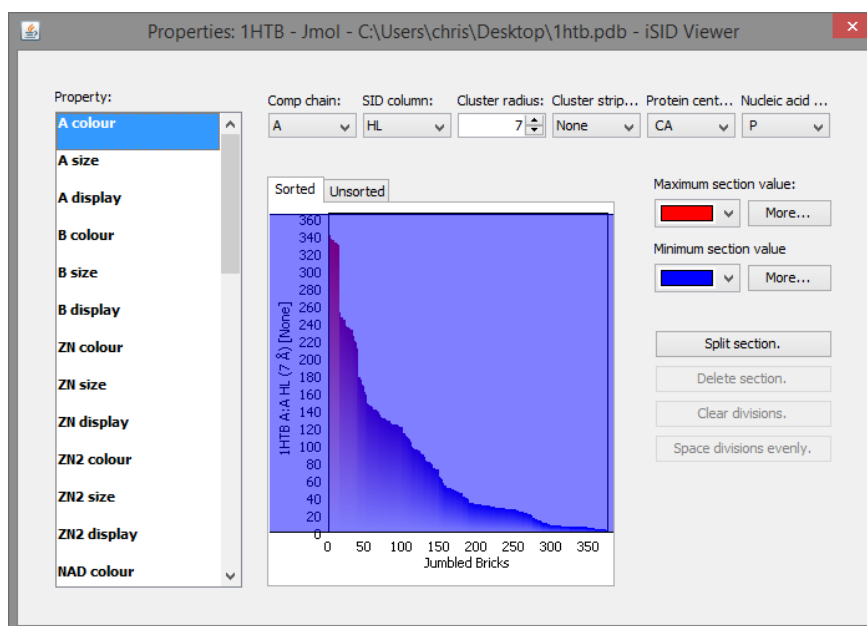 Properties: 1HTB - Jmol - C:\Users\chris\Desktop\1htb.pdb - iSID Viewer
Property:
A colour
A size
A display
B colour
B size
B display
ZN colour
ZN size
ZN display
ZN2 colour
ZN2 size
ZN2 display
NAD colour
Comp chain: SID column: Cluster radius: Cluster strip... Protein cent... Nucleic acid ...
A HL 7 None CA P
Sorted Unsorted
360
340
320
300
280
260
240
220
200
180
160
140
120
100
80
60
40
20
0
1HTB A:A HL (7 Å) [None]
0 50 100 150 200 250 300 350
Jumbled Bricks
Maximum section value:
More...
Minimum section value
More...
Split section.
Delete section.
Clear divisions.
Space divisions evenly.